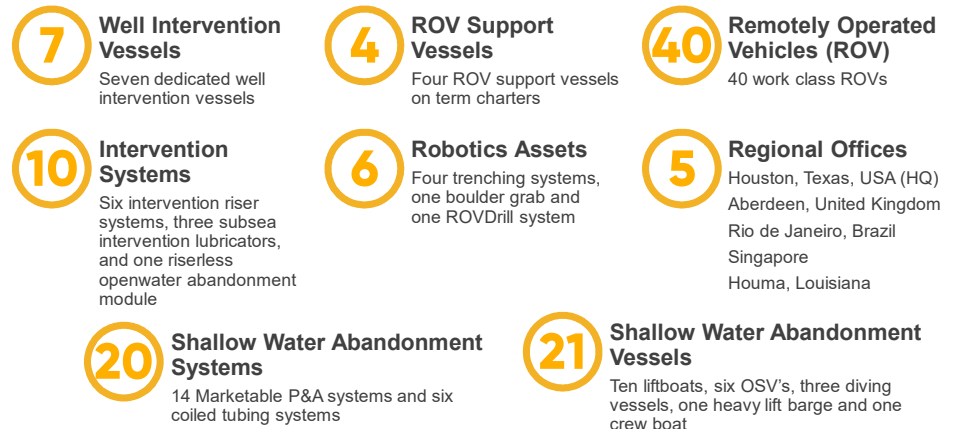 7
Well Intervention
Vessels
Seven dedicated well
intervention vessels
4
ROV Support
Vessels
Four ROV support vessels
on term charters
40
Remotely Operated
Vehicles (ROV)
40 work class ROVs
10
Intervention
Systems
Six intervention riser
systems, three subsea
intervention lubricators,
and one riserless
openwater abandonment
module
6
Robotics Assets
Four trenching systems,
one boulder grab and
one ROVDrill system
5
Regional Offices
Houston, Texas, USA (HQ)
Aberdeen, United Kingdom
Rio de Janeiro, Brazil
Singapore
Houma, Louisiana
20
Shallow Water Abandonment
Systems
14 Marketable P&A systems and six
coiled tubing systems
21
Shallow Water Abandonment
Vessels
Ten liftboats, six OSV's, three diving
vessels, one heavy lift barge and one
crew boat